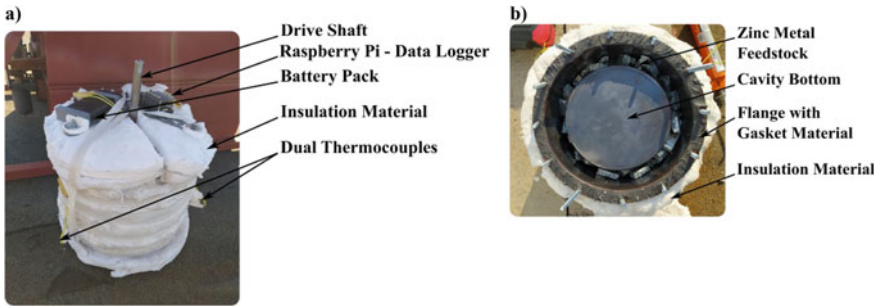 a)
Drive Shaft
Raspberry Pi - Data Logger
Battery Pack
Insulation Material
Dual Thermocouples
b)
Zinc Metal
Feedstock
Cavity Bottom
Flange with
Gasket Material
Insulation Material